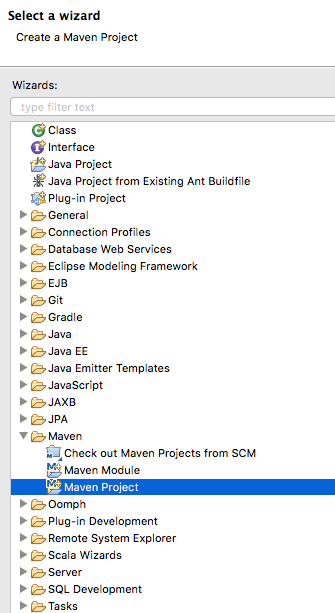 Select a wizard
Create a Maven Project
Wizards:
type filter text
Class
Interface
Java Project
Java Project from Existing Ant Buildfile
Plug-in Project
General
Connection Profiles
Database Web Services
Eclipse Modeling Framework
EJB
Git
Gradle
Java
Java EE
Java Emitter Templates
JavaScript
JAXB
JPA
Maven
Check out Maven Projects from SCM
Maven Module
Maven Project
Oomph
Plug-in Development
Remote System Explorer
Scala Wizards
Server
SQL Development
Tasks